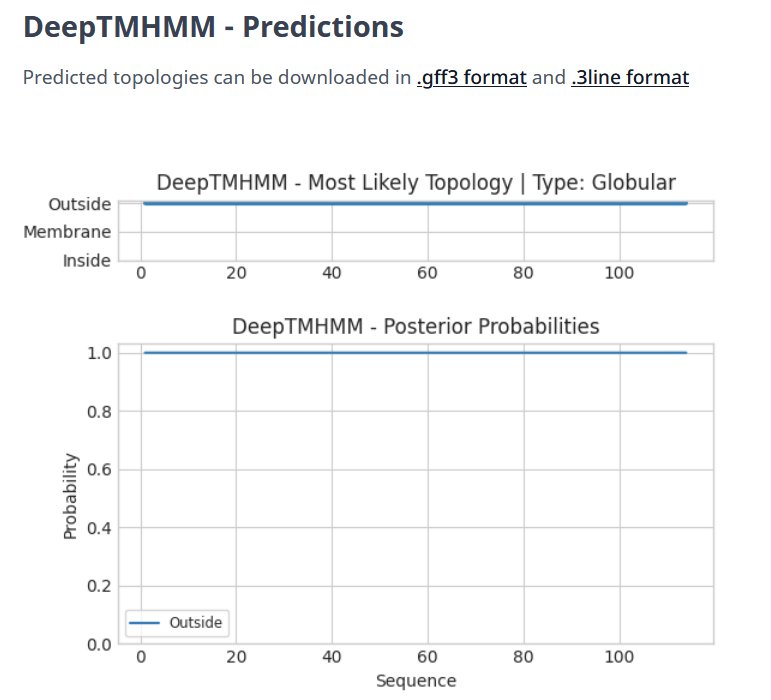 DeepTMHMM - Predictions
Predicted topologies can be downloaded in .gff3 format and .3line format
DeepTMHMM - Most Likely Topology | Type: Globular
Outside
Membrane
Inside
0 20 40 60 80 100
DeepTMHMM - Posterior Probabilities
1.0
0.8
0.6
0.4
0.2
0.0
Probability
Outside
0 20 40 60 80 100
Sequence